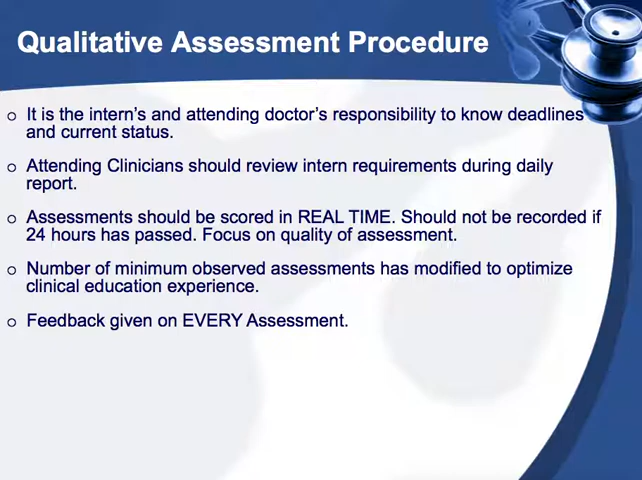 Qualitative Assessment Procedure
o It is the intern's and attending doctor's responsibility to know deadlines
and current status.
o Attending Clinicians should review intern requirements during daily
report.
o Assessments should be scored in REAL TIME. Should not be recorded if
24 hours has passed. Focus on quality of assessment.
o Number of minimum observed assessments has modified to optimize
clinical education experience.
o Feedback given on EVERY Assessment.